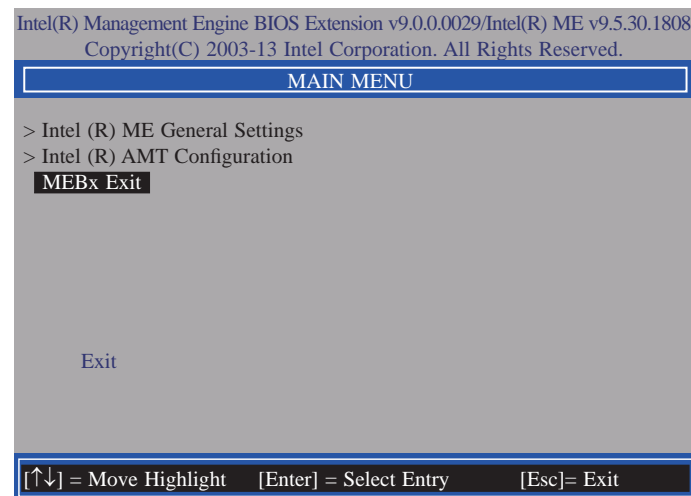 Intel(R) Management Engine BIOS Extension v9.0.0.0029/Intel(R) ME v9.5.30.1808
Copyright(C) 2003-13 Intel Corporation. All Rights Reserved.
MAIN MENU
> Intel (R) ME General Settings
> Intel (R) AMT Configuration
MEBx Exit
Exit
[↑↓] = Move Highlight [Enter] = Select Entry [Esc]= Exit